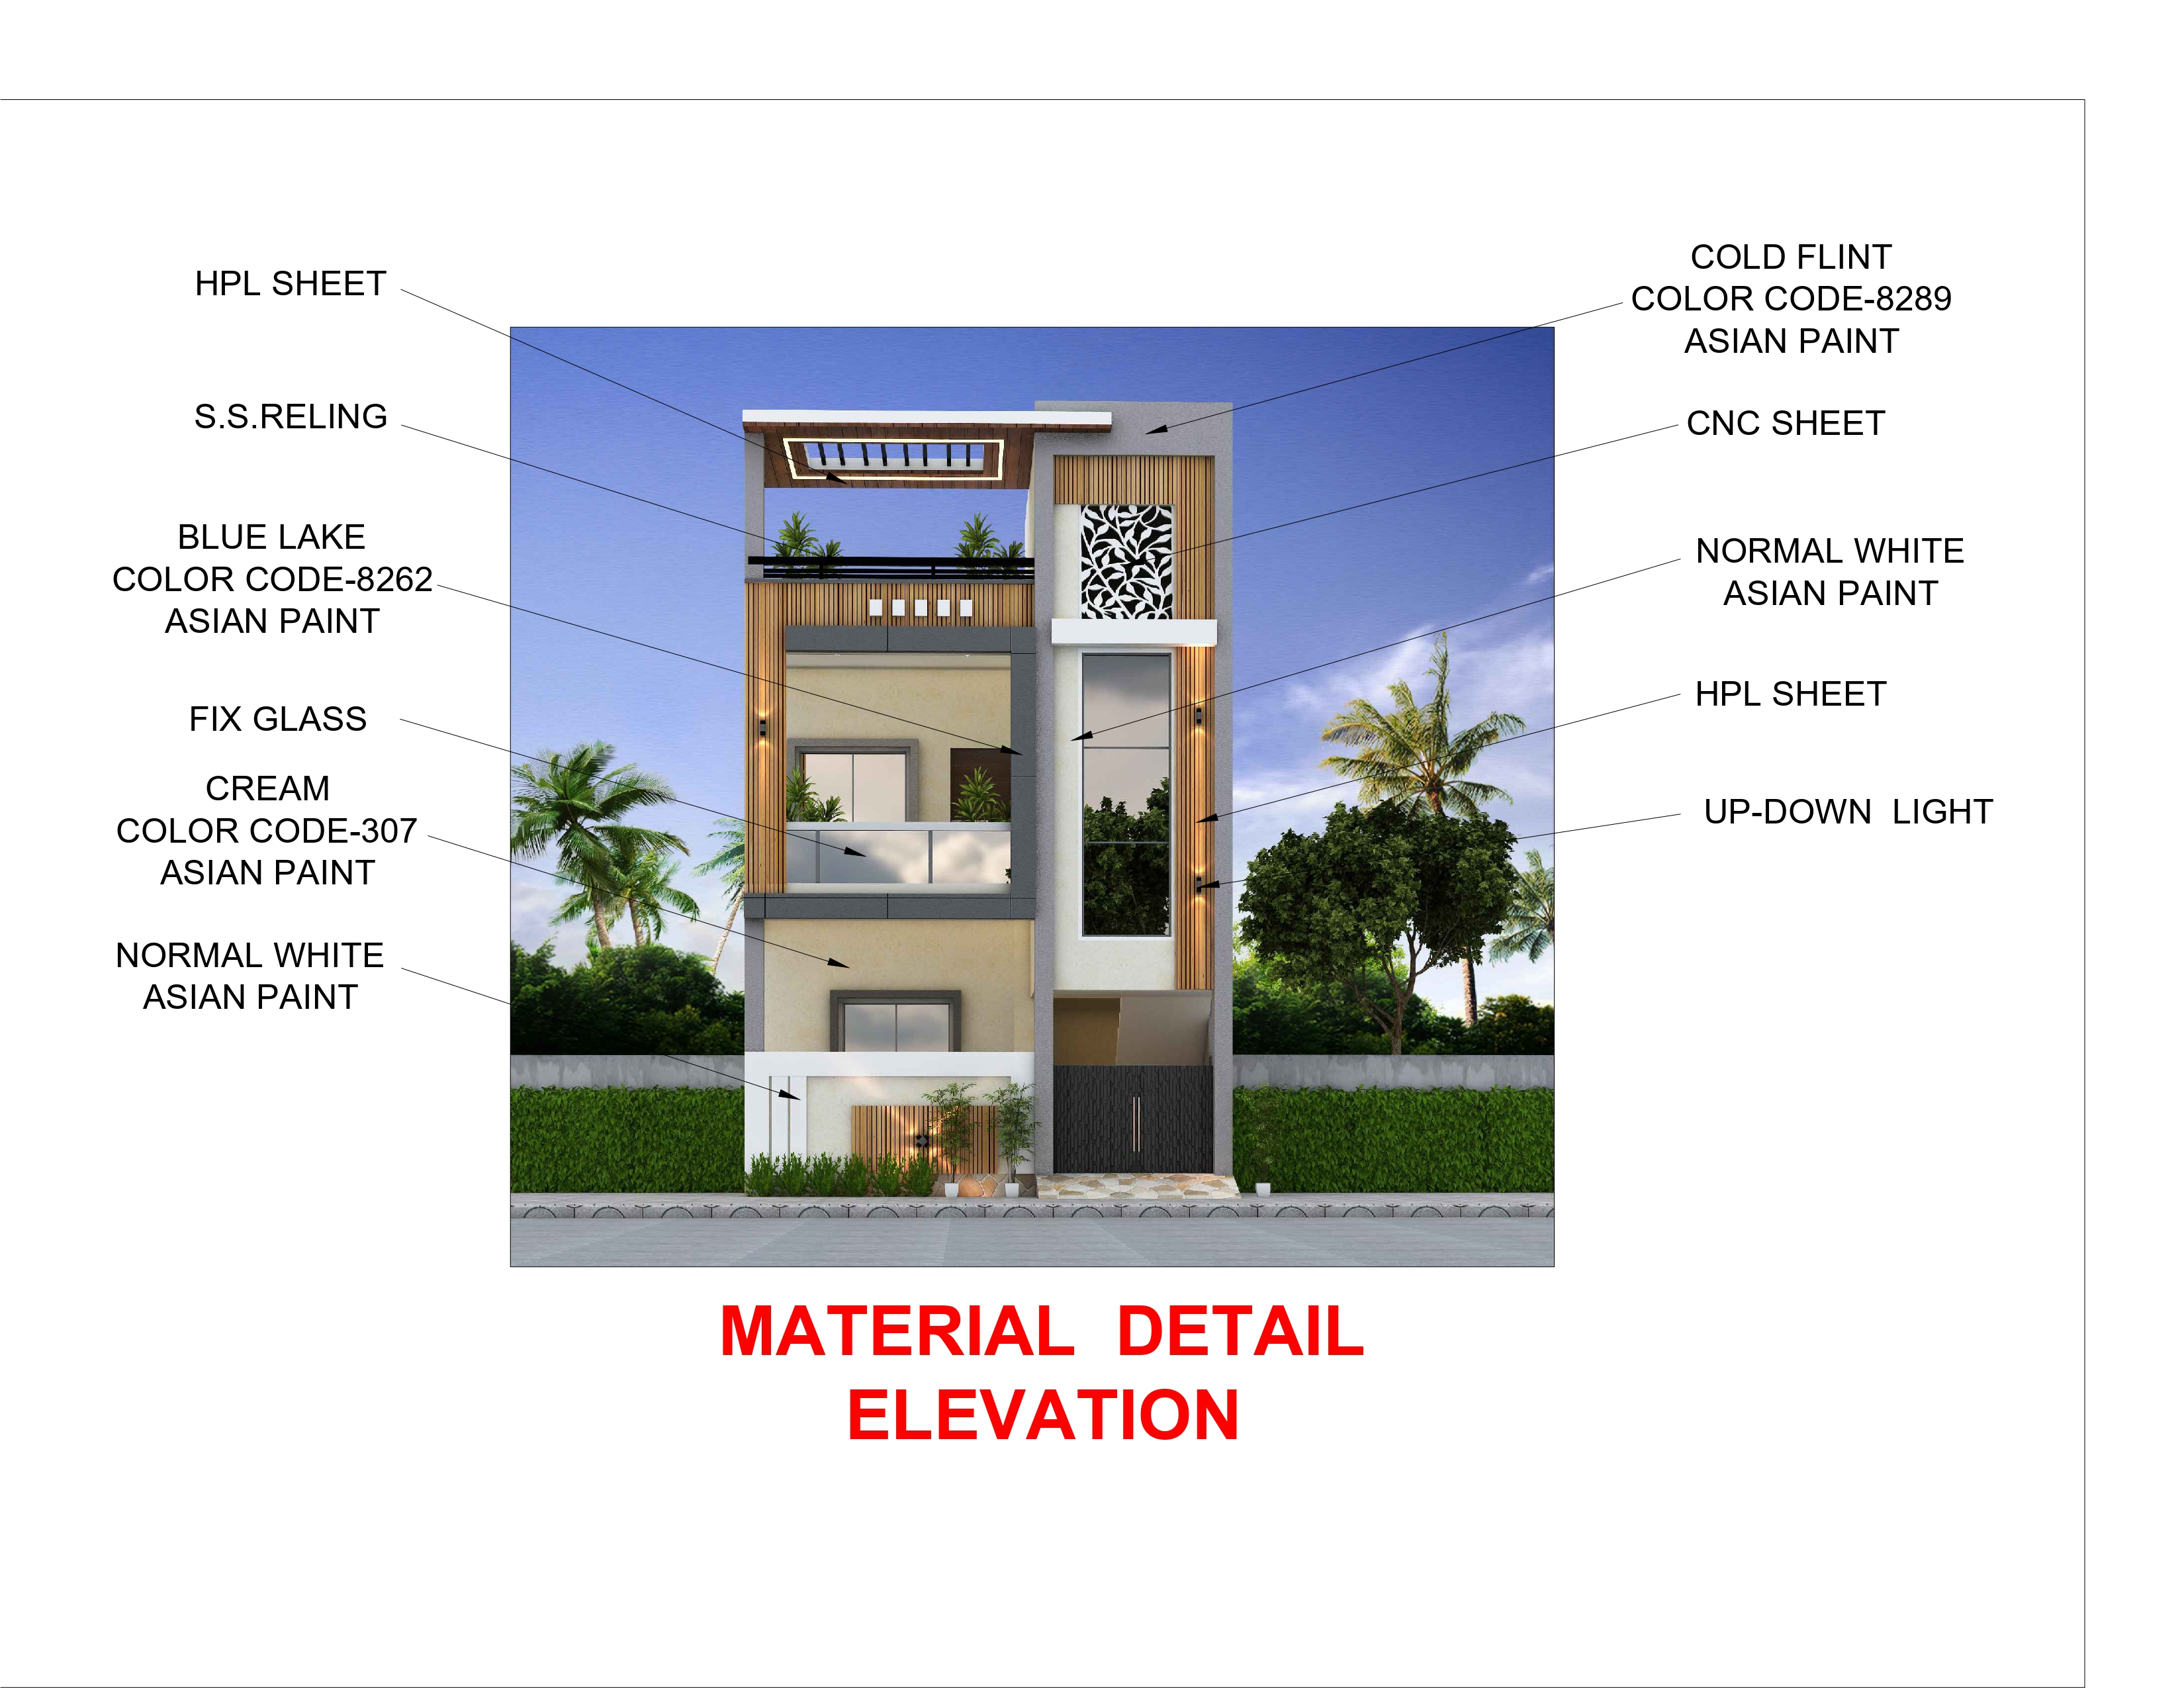 HPL SHEET
S.S.RELING
BLUE LAKE
COLOR CODE-8262
ASIAN PAINT
FIX GLASS
CREAM
COLOR CODE-307
ASIAN PAINT
NORMAL WHITE
ASIAN PAINT
COLD FLINT
COLOR CODE-8289
ASIAN PAINT
CNC SHEET
NORMAL WHITE
ASIAN PAINT
HPL SHEET
UP-DOWN LIGHT
MATERIAL DETAIL
ELEVATION